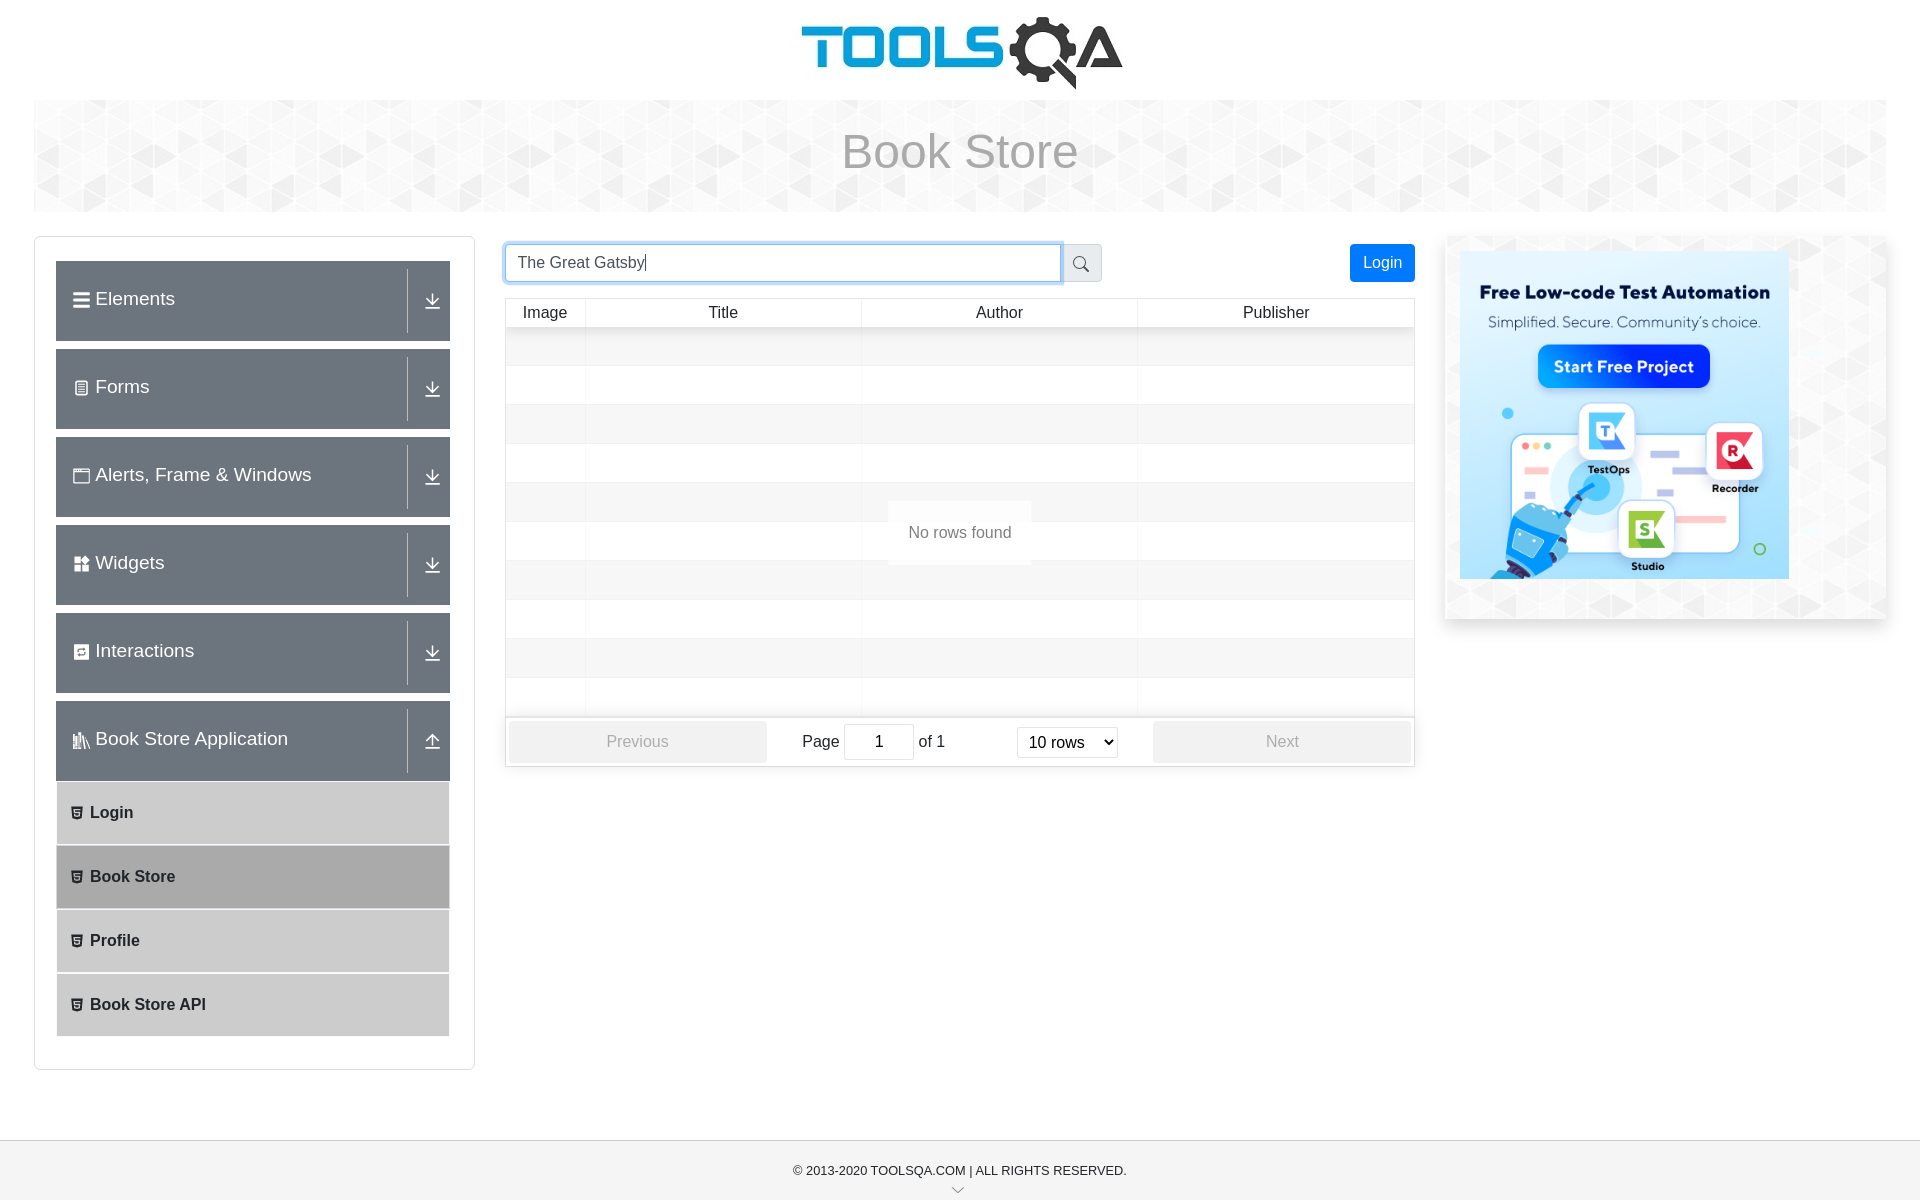 TOOLSQA
Book Store
Elements
Forms
Alerts, Frame & Windows
Widgets
Interactions
Book Store Application
Login
Book Store
Profile
Book Store API
The Great Gatsby
Login
Image Title Author Publisher
No rows found
Previous Page 1 of 1 10 rows Next
Free Low-code Test Automation
Simplified. Secure. Community's choice.
Start Free Project
T
TestOps
R
Recorder
S
Studio
© 2013-2020 TOOLSQA.COM | ALL RIGHTS RESERVED.